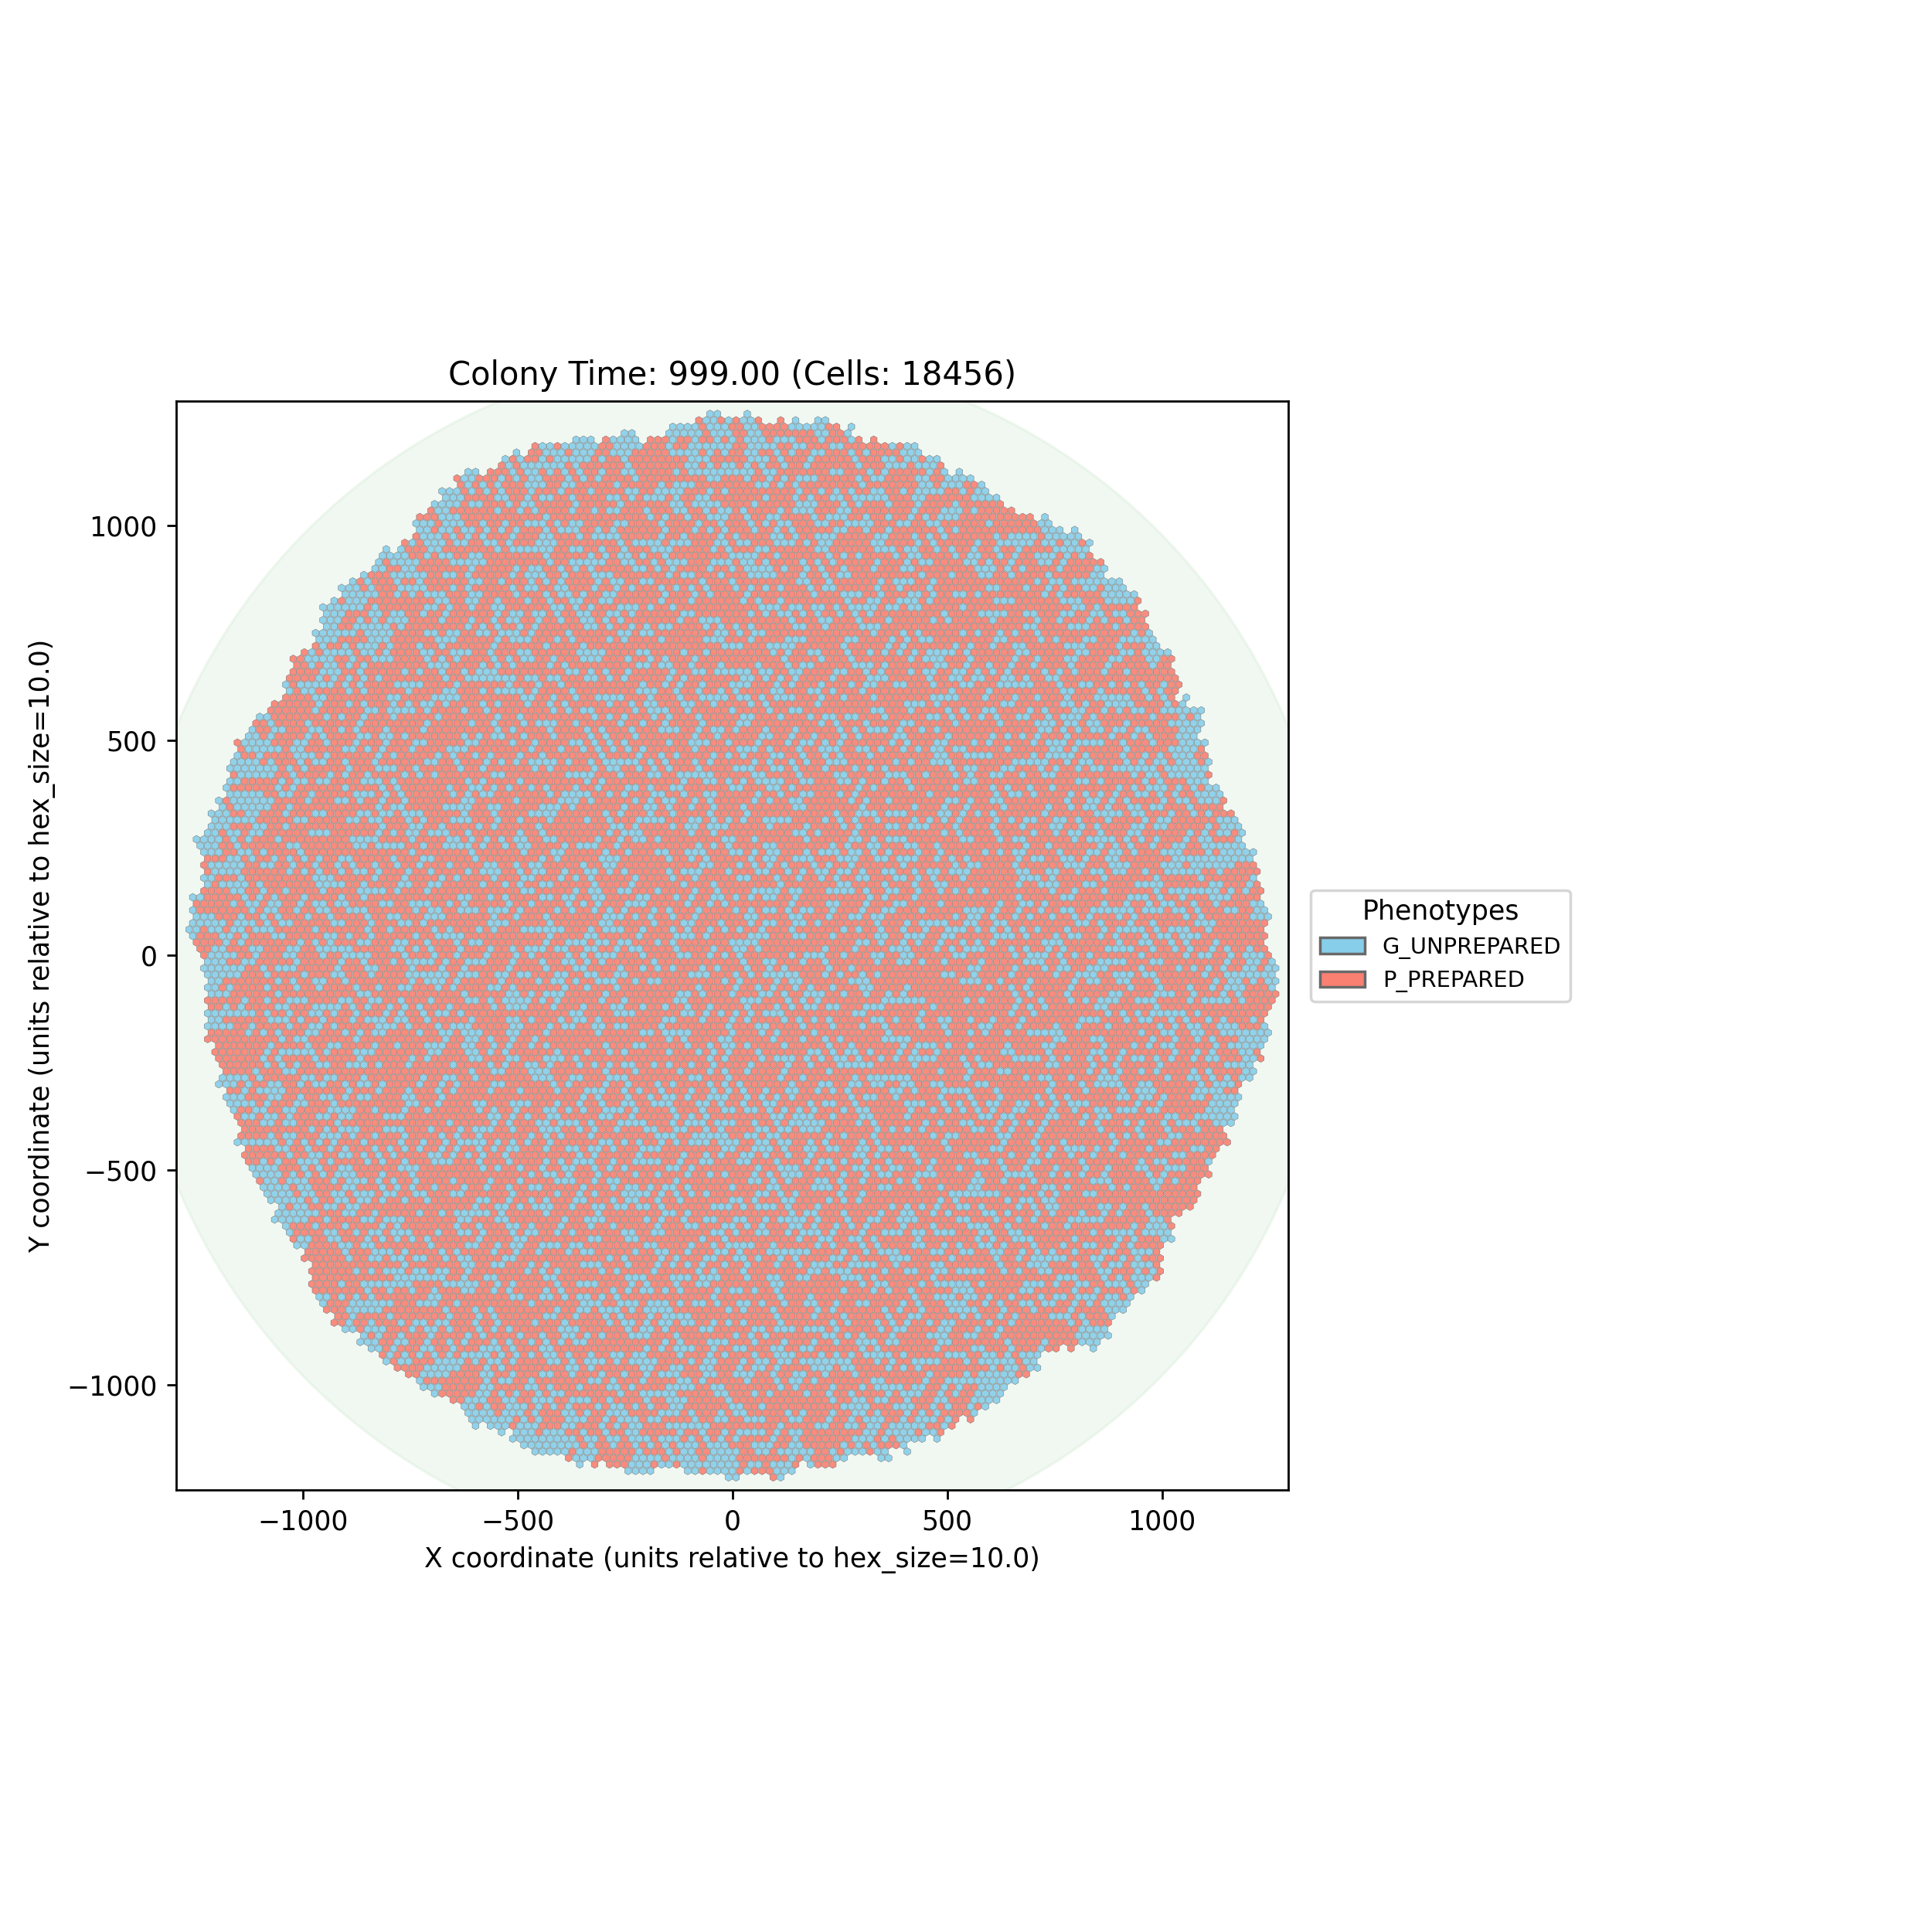 Colony Time: 999.00 (Cells: 18456)
Y coordinate (units relative to hex_size=10.0)
1000
500
0
−500
−1000
−1000
−500
0
500
1000
X coordinate (units relative to hex_size=10.0)
Phenotypes
G_UNPREPARED
P_PREPARED